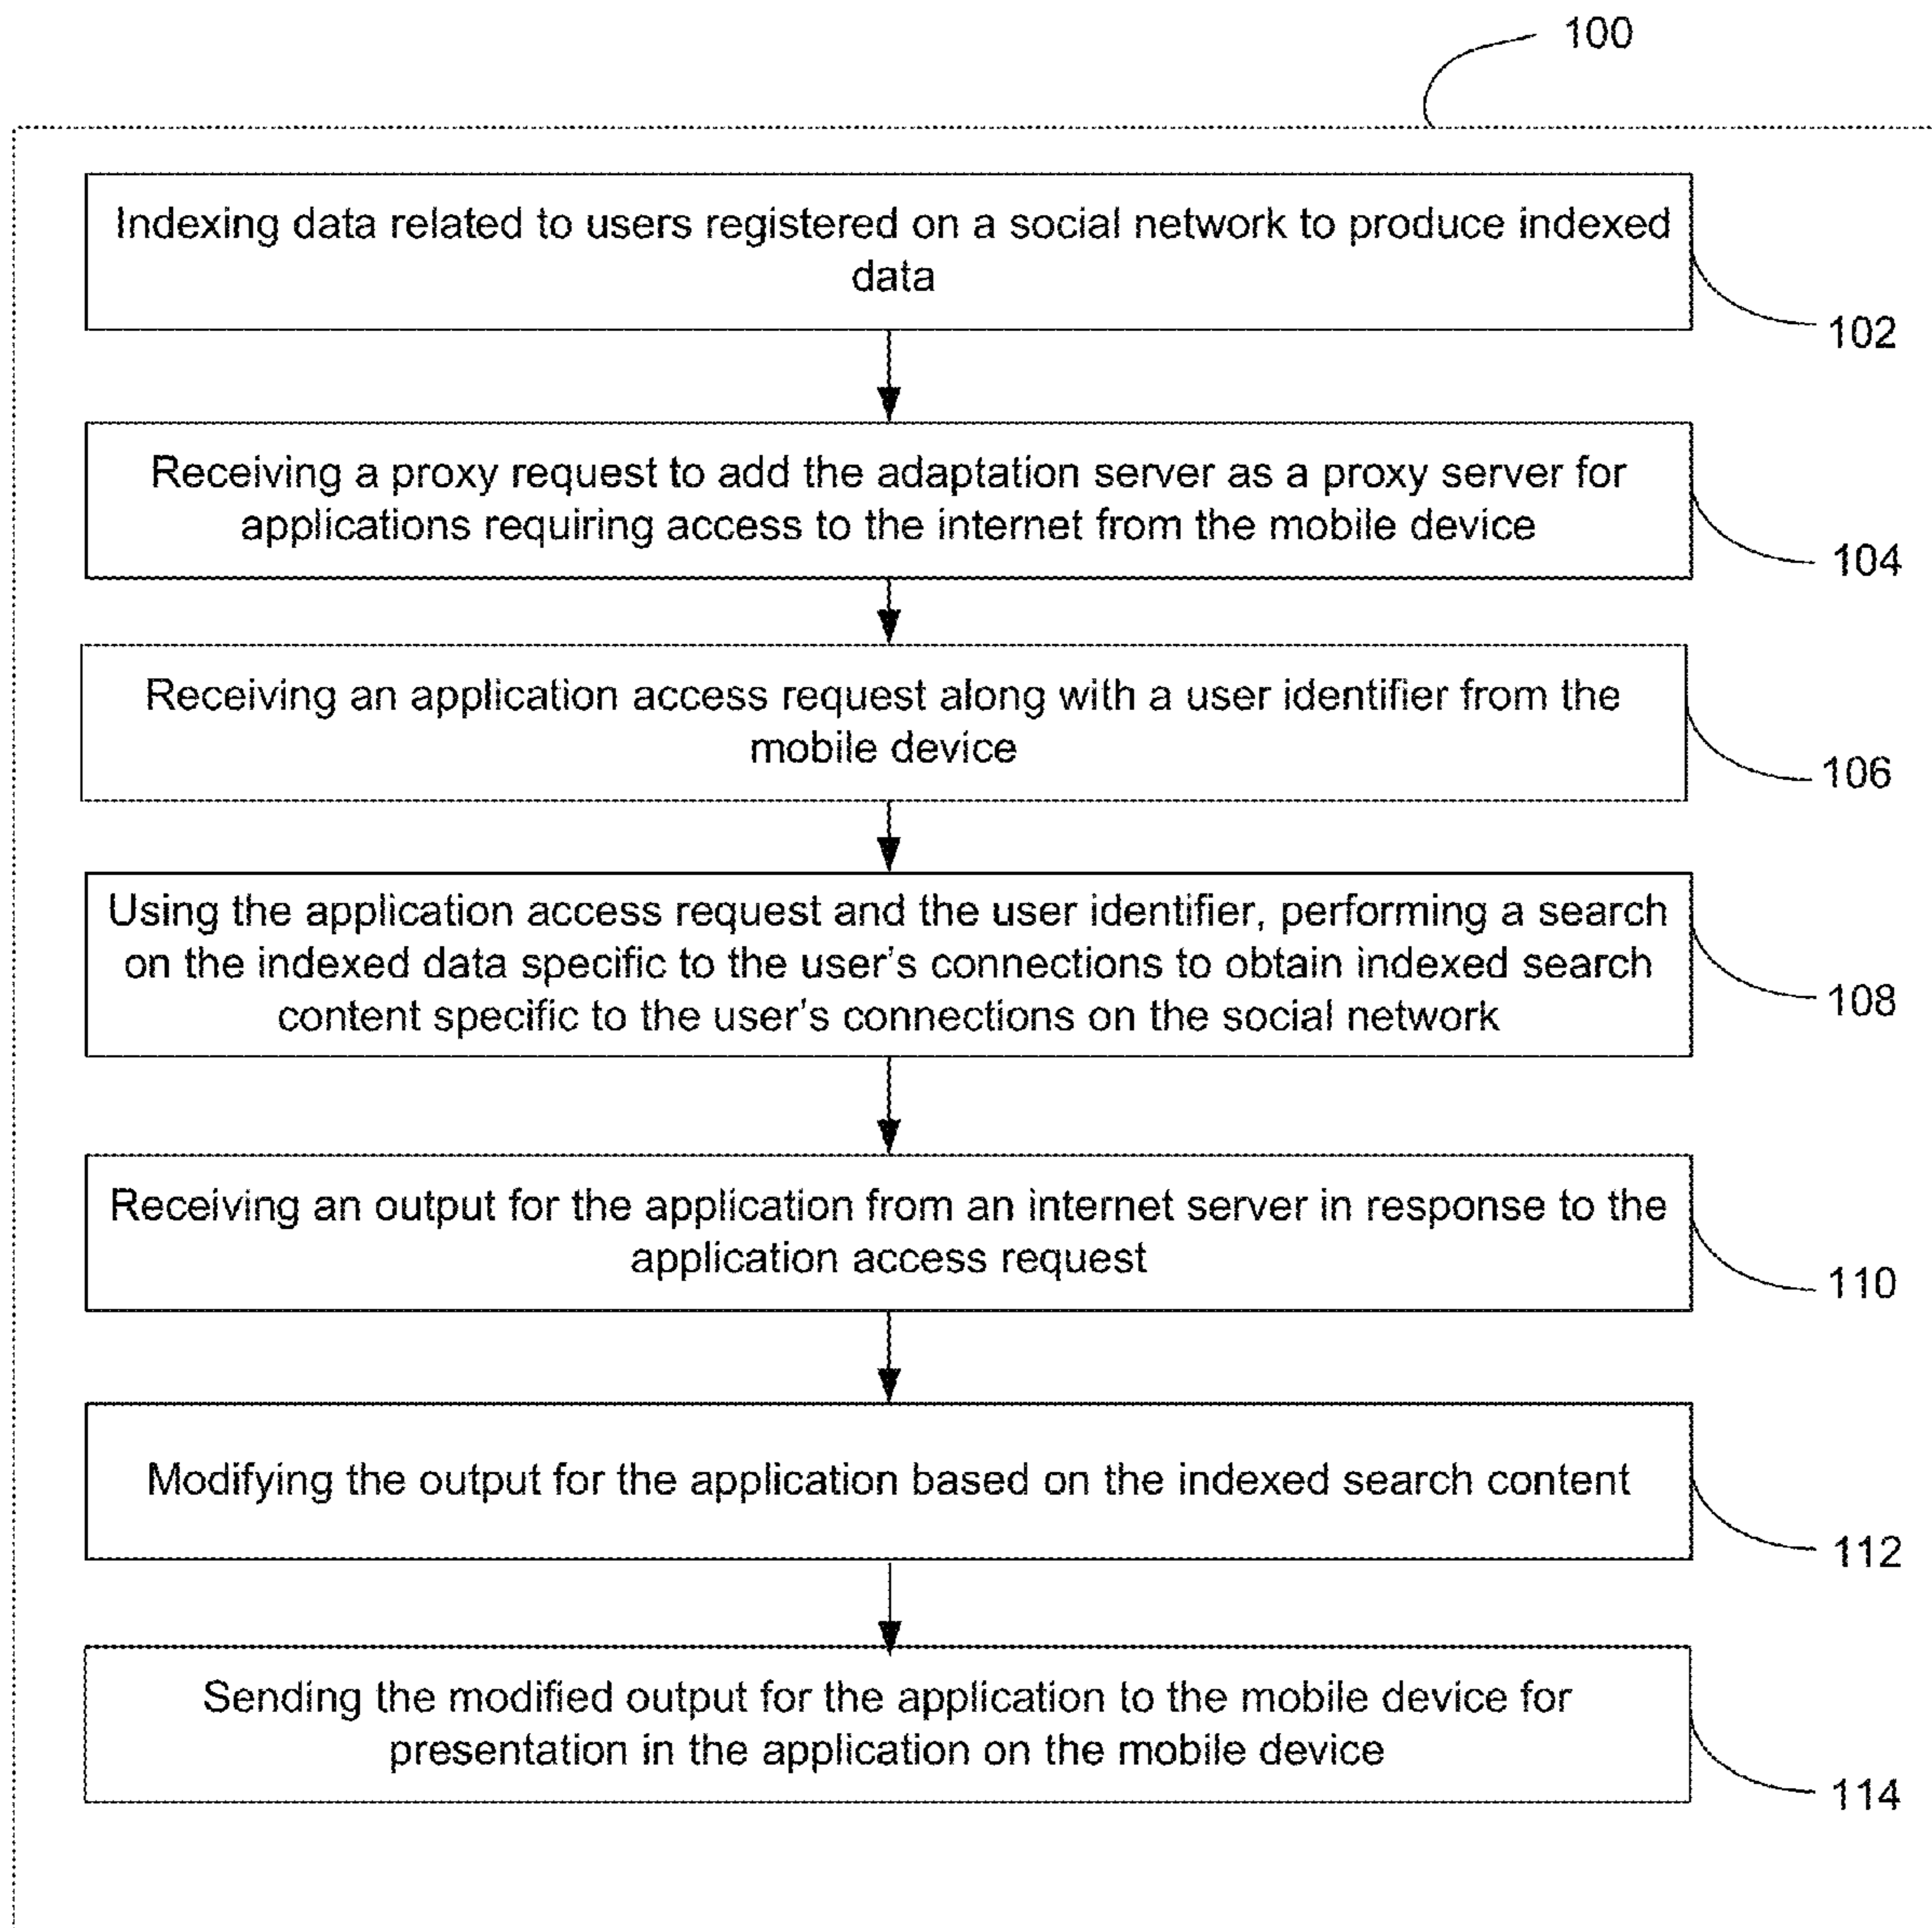 100
Indexing data related to users registered on a social network to produce indexed
data
102
Receiving a proxy request to add the adaptation server as a proxy server for
applications requiring access to the internet from the mobile device
104
Receiving an application access request along with a user identifier from the
mobile device
106
Using the application access request and the user identifier, performing a search
on the indexed data specific to the user's connections to obtain indexed search
content specific to the user's connections on the social network
108
Receiving an output for the application from an internet server in response to the
application access request
110
Modifying the output for the application based on the indexed search content
112
Sending the modified output for the application to the mobile device for
presentation in the application on the mobile device
114